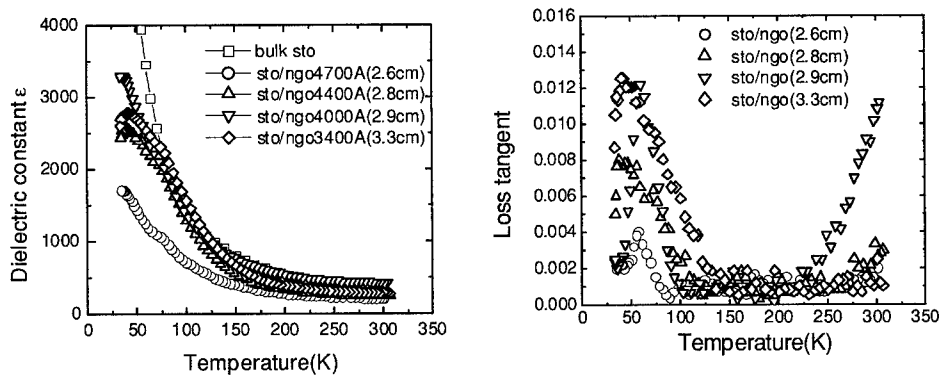 4000
3000
2000
1000
0
0 50 100 150 200 250 300 350
Dielectric constant ε
Temperature(K)
bulk sto
sto/ngo4700A(2.6cm)
sto/ngo4400A(2.8cm)
sto/ngo4000A(2.9cm)
sto/ngo3400A(3.3cm)
0.016
0.014
0.012
0.010
0.008
0.006
0.004
0.002
0.000
0 50 100 150 200 250 300 350
Loss tangent
Temperature(K)
sto/ngo(2.6cm)
sto/ngo(2.8cm)
sto/ngo(2.9cm)
sto/ngo(3.3cm)